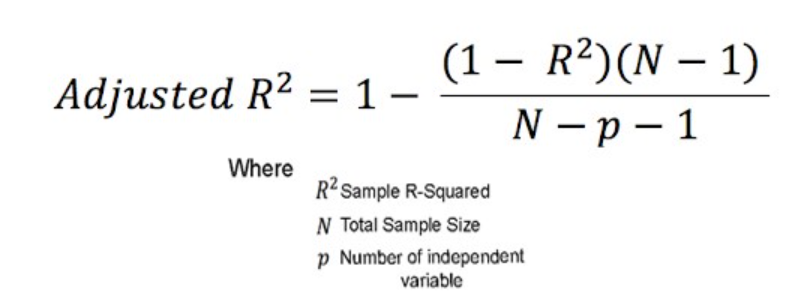 Adjusted R² = 1 − (1 − R²)(N − 1) / N − p − 1
Where
R² Sample R-Squared
N Total Sample Size
p Number of independent
variable